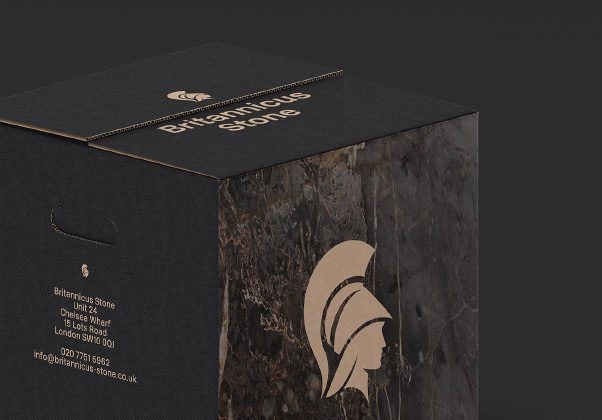 Britannicus
Stone
Britannicus Stone
Unit 24
Chelsea Wharf
15 Lots Road
London SW10 0QJ
020 7751 5962
info@britannicus-stone.co.uk